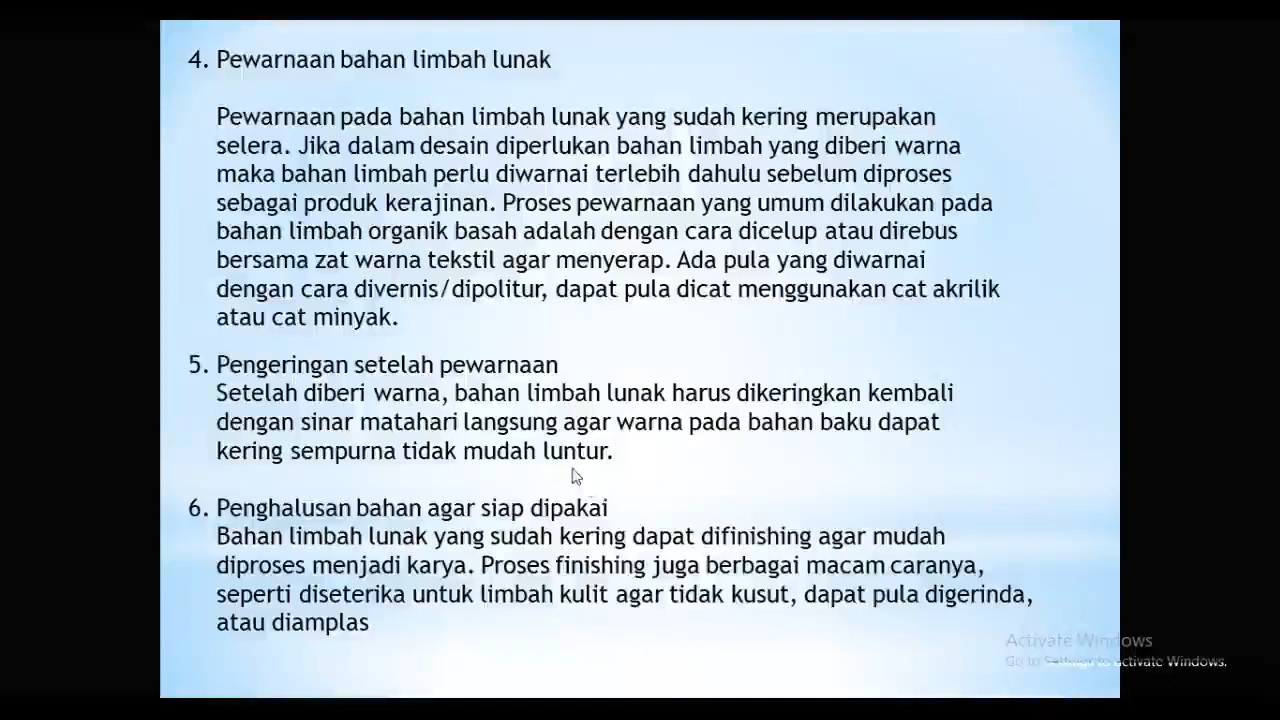 4. Pewarnaan bahan limbah lunak
Pewarnaan pada bahan limbah lunak yang sudah kering merupakan
selera. Jika dalam desain diperlukan bahan limbah yang diberi warna
maka bahan limbah perlu diwarnai terlebih dahulu sebelum diproses
sebagai produk kerajinan. Proses pewarnaan yang umum dilakukan pada
bahan limbah organik basah adalah dengan cara dicelup atau direbus
bersama zat warna tekstil agar menyerap. Ada pula yang diwarnai
dengan cara divernis/dipolitur, dapat pula dicat menggunakan cat akrilik
atau cat minyak.
5. Pengeringan setelah pewarnaan
Setelah diberi warna, bahan limbah lunak harus dikeringkan kembali
dengan sinar matahari langsung agar warna pada bahan baku dapat
kering sempurna tidak mudah luntur.
6. Penghalusan bahan agar siap dipakai
Bahan limbah lunak yang sudah kering dapat difinishing agar mudah
diproses menjadi karya. Proses finishing juga berbagai macam caranya,
seperti diseterika untuk limbah kulit agar tidak kusut, dapat pula digerinda,
atau diamplas
Activate Windows
Go to Settings to activate Windows.